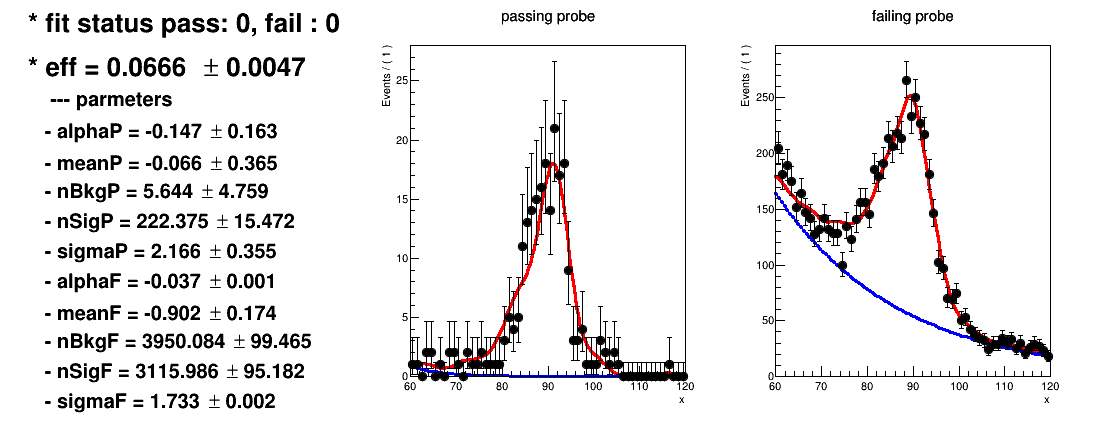 * fit status pass: 0, fail : 0
* eff = 0.0666 ± 0.0047
--- parmeters
- alphaP = -0.147 ± 0.163
- meanP = -0.066 ± 0.365
- nBkgP = 5.644 ± 4.759
- nSigP = 222.375 ± 15.472
- sigmaP = 2.166 ± 0.355
- alphaF = -0.037 ± 0.001
- meanF = -0.902 ± 0.174
- nBkgF = 3950.084 ± 99.465
- nSigF = 3115.986 ± 95.182
- sigmaF = 1.733 ± 0.002
passing probe
Events / ( 1 )
25
20
15
10
5
0
60 70 80 90 100 110 120
x
failing probe
Events / ( 1 )
250
200
150
100
50
0
60 70 80 90 100 110 120
x